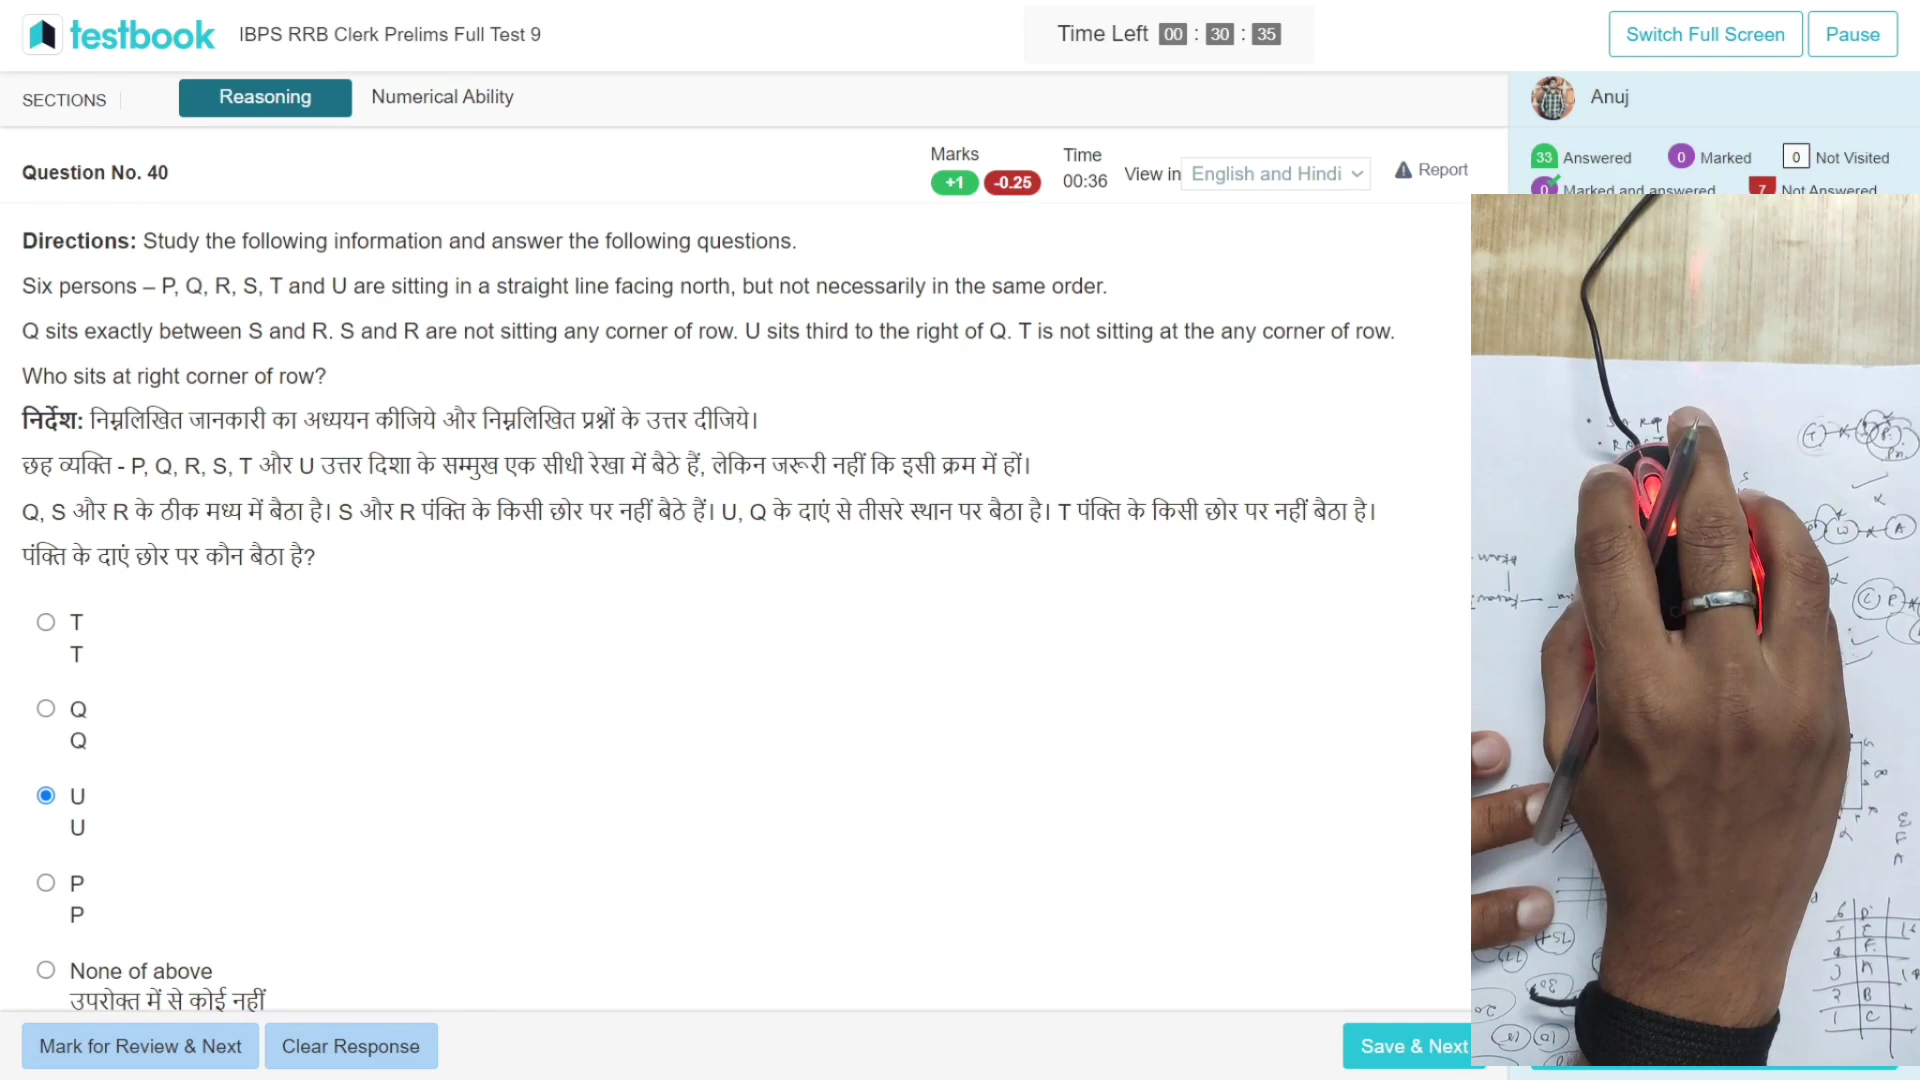 testbook
IBPS RRB Clerk Prelims Full Test 9
Time Left 00 : 30 : 35
Switch Full Screen
Pause
SECTIONS
Reasoning
Numerical Ability
Anuj
Question No. 40
Marks
+1 -0.25
Time
00:36
View in English and Hindi
Report
33 Answered
0 Marked
0 Not Visited
0 Marked and answered
7 Not Answered
Directions: Study the following information and answer the following questions.
Six persons – P, Q, R, S, T and U are sitting in a straight line facing north, but not necessarily in the same order.
Q sits exactly between S and R. S and R are not sitting any corner of row. U sits third to the right of Q. T is not sitting at the any corner of row.
Who sits at right corner of row?
निर्देश: निम्नलिखित जानकारी का अध्ययन कीजिये और निम्नलिखित प्रश्नों के उत्तर दीजिये।
छह व्यक्ति - P, Q, R, S, T और U उत्तर दिशा के सम्मुख एक सीधी रेखा में बैठे हैं, लेकिन जरूरी नहीं कि इसी क्रम में हों।
Q, S और R के ठीक मध्य में बैठा है। S और R पंक्ति के किसी छोर पर नहीं बैठे हैं। U, Q के दाएं से तीसरे स्थान पर बैठा है। T पंक्ति के किसी छोर पर नहीं बैठा है।
पंक्ति के दाएं छोर पर कौन बैठा है?
T
T
Q
Q
U
U
P
P
None of above
उपरोक्त में से कोई नहीं
Mark for Review & Next
Clear Response
Save & Next